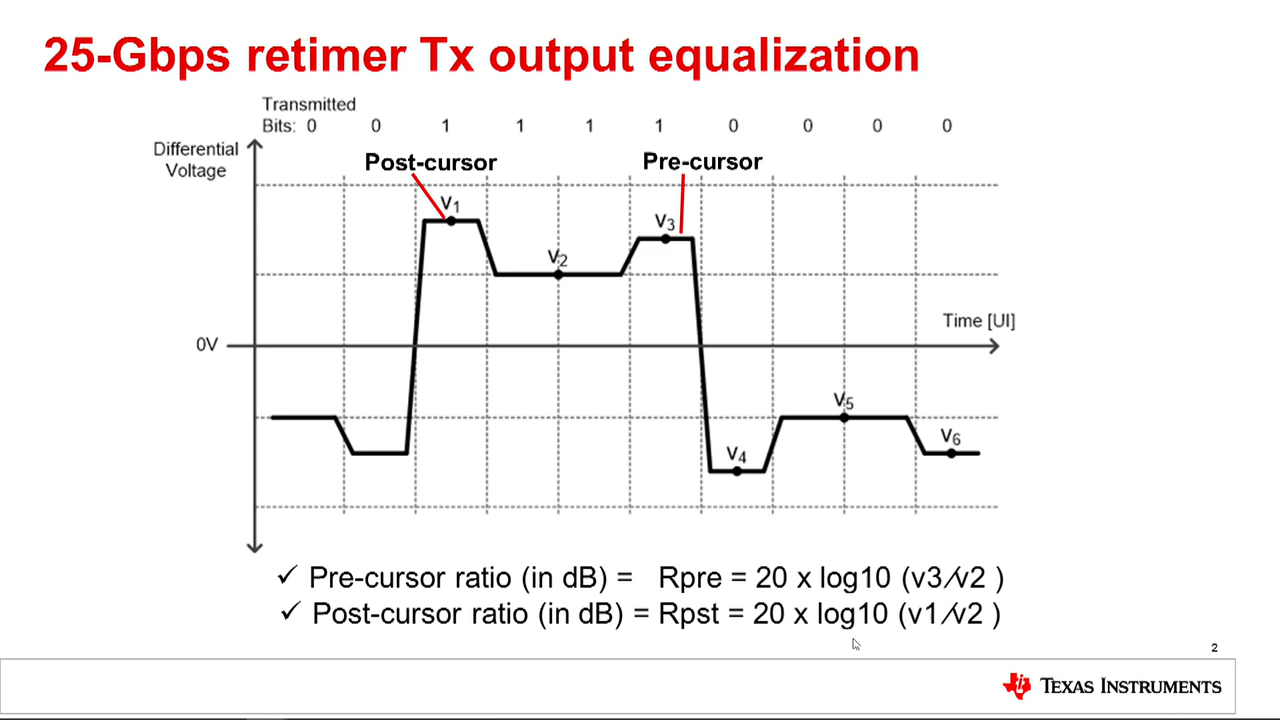 25-Gbps retimer Tx output equalization
Transmitted
Bits: 0 0 1 1 1 1 0 0 0 0
Differential
Voltage
Post-cursor
Pre-cursor
V1
V3
V2
Time [UI]
0V
V5
V6
V4
✓ Pre-cursor ratio (in dB) = Rpre = 20 x log10 (v3/v2 )
✓ Post-cursor ratio (in dB) = Rpst = 20 x log10 (v1/v2 )
2
TEXAS INSTRUMENTS